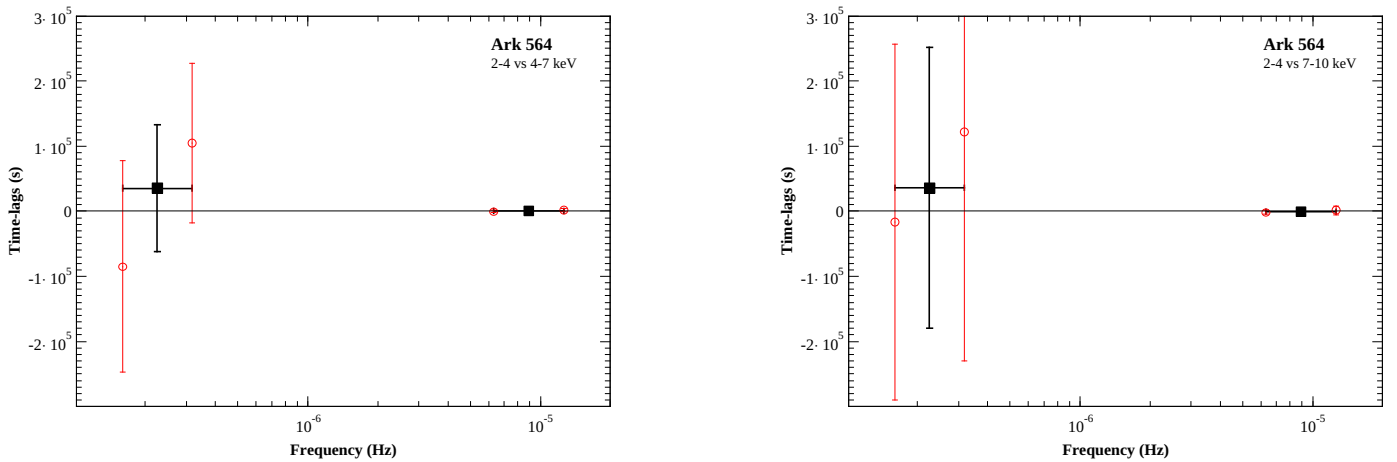 3· 10^5
2· 10^5
1· 10^5
0
-1· 10^5
-2· 10^5
Time-lags (s)
Ark 564
2-4 vs 4-7 keV
10^-6
10^-5
Frequency (Hz)
3· 10^5
2· 10^5
1· 10^5
0
-1· 10^5
-2· 10^5
Time-lags (s)
Ark 564
2-4 vs 7-10 keV
10^-6
10^-5
Frequency (Hz)